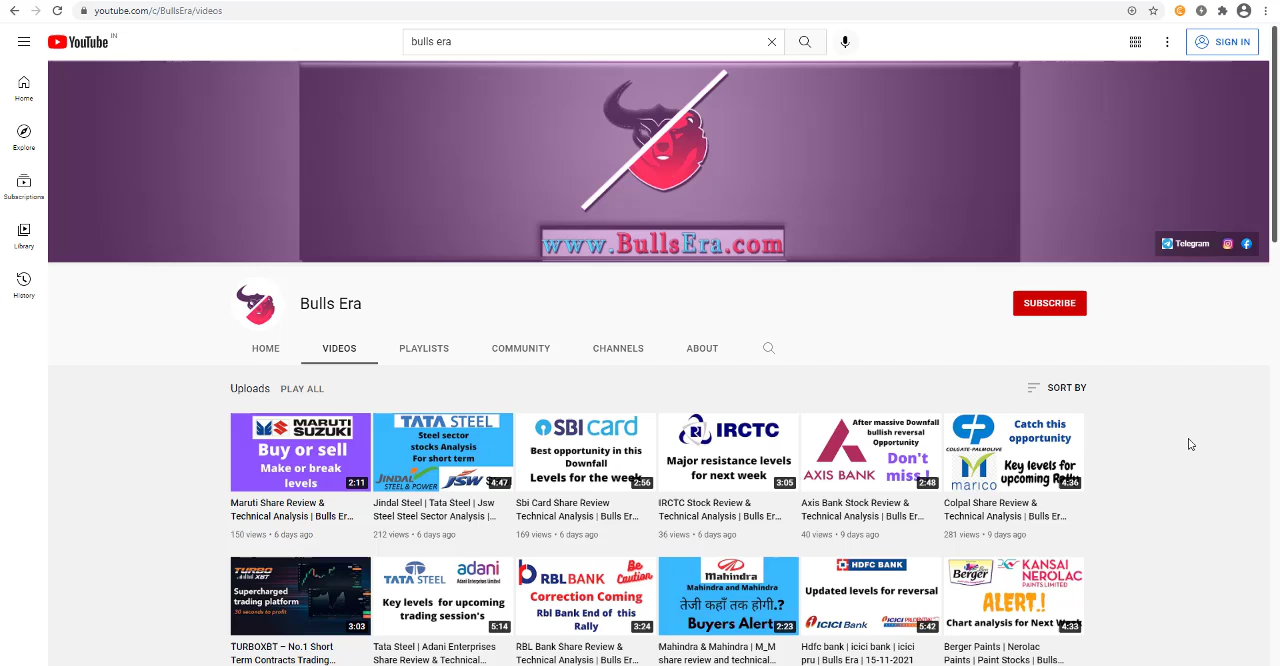 youtube.com/c/BullsEra/videos
YouTube IN
bulls era
SIGN IN
Home
Explore
Subscriptions
Library
History
www.BullsEra.com
Telegram
Bulls Era
SUBSCRIBE
HOME VIDEOS PLAYLISTS COMMUNITY CHANNELS ABOUT
Uploads PLAY ALL
SORT BY
MARUTI
SUZUKI
Buy or sell
Make or break
levels
2:11
Maruti Share Review &
Technical Analysis | Bulls Er...
150 views • 6 days ago
TATA STEEL
Steel sector
stocks Analysis
For short term
JINDAL
STEEL & POWER
JSW
4:47
Jindal Steel | Tata Steel | Jsw
Steel Steel Sector Analysis |...
212 views • 6 days ago
SBI card
Best opportunity in this
Downfall
Levels for the week
2:56
Sbi Card Share Review
Technical Analysis | Bulls Er...
169 views • 6 days ago
IRCTC
Major resistance levels
for next week
3:05
IRCTC Stock Review &
Technical Analysis | Bulls Er...
36 views • 6 days ago
After massive Downfall
bullish reversal
Opportunity
Don't
miss !
AXIS BANK
2:48
Axis Bank Stock Review &
Technical Analysis | Bulls Er...
40 views • 9 days ago
Catch this
opportunity
COLGATE-PALMOLIVE
marico
Key levels for
upcoming
4:36
Colpal Share Review &
Technical Analysis | Bulls Er...
281 views • 9 days ago
TURBO XBT
Supercharged
trading platform
30 seconds to profit
3:03
TURBOXBT – No.1 Short
Term Contracts Trading...
TATA STEEL
adani
Adani Enterprises Limited
Key levels for upcoming
trading session's
5:14
Tata Steel | Adani Enterprises
Share Review & Technical...
RBLBANK
Be
Caution
Correction Coming
Rbl Bank End of this
Rally
3:24
RBL Bank Share Review &
Technical Analysis | Bulls Er...
Mahindra
Mahindra and Mahindra
तेजी कहाँ तक होगी.?
Buyers Alert
2:23
Mahindra & Mahindra | M_M
share review and technical...
HDFC BANK
Updated levels for reversal
ICICI Bank
ICICI PRUDENTIAL
5:42
Hdfc bank | icici bank | icici
pru | Bulls Era | 15-11-2021
Berger
KANSAI
NEROLAC
PAINTS LIMITED
ALERT.!
Chart analysis for Next Week
4:33
Berger Paints | Nerolac
Paints | Paint Stocks | Bulls...